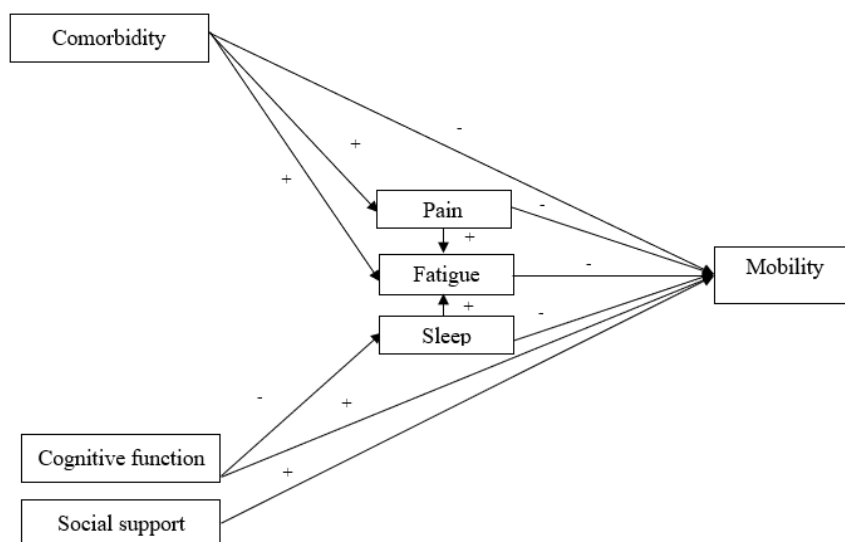 Comorbidity
-
+
+
Pain
-
+
Fatigue
-
Mobility
+
Sleep
-
-
+
Cognitive function
+
Social support